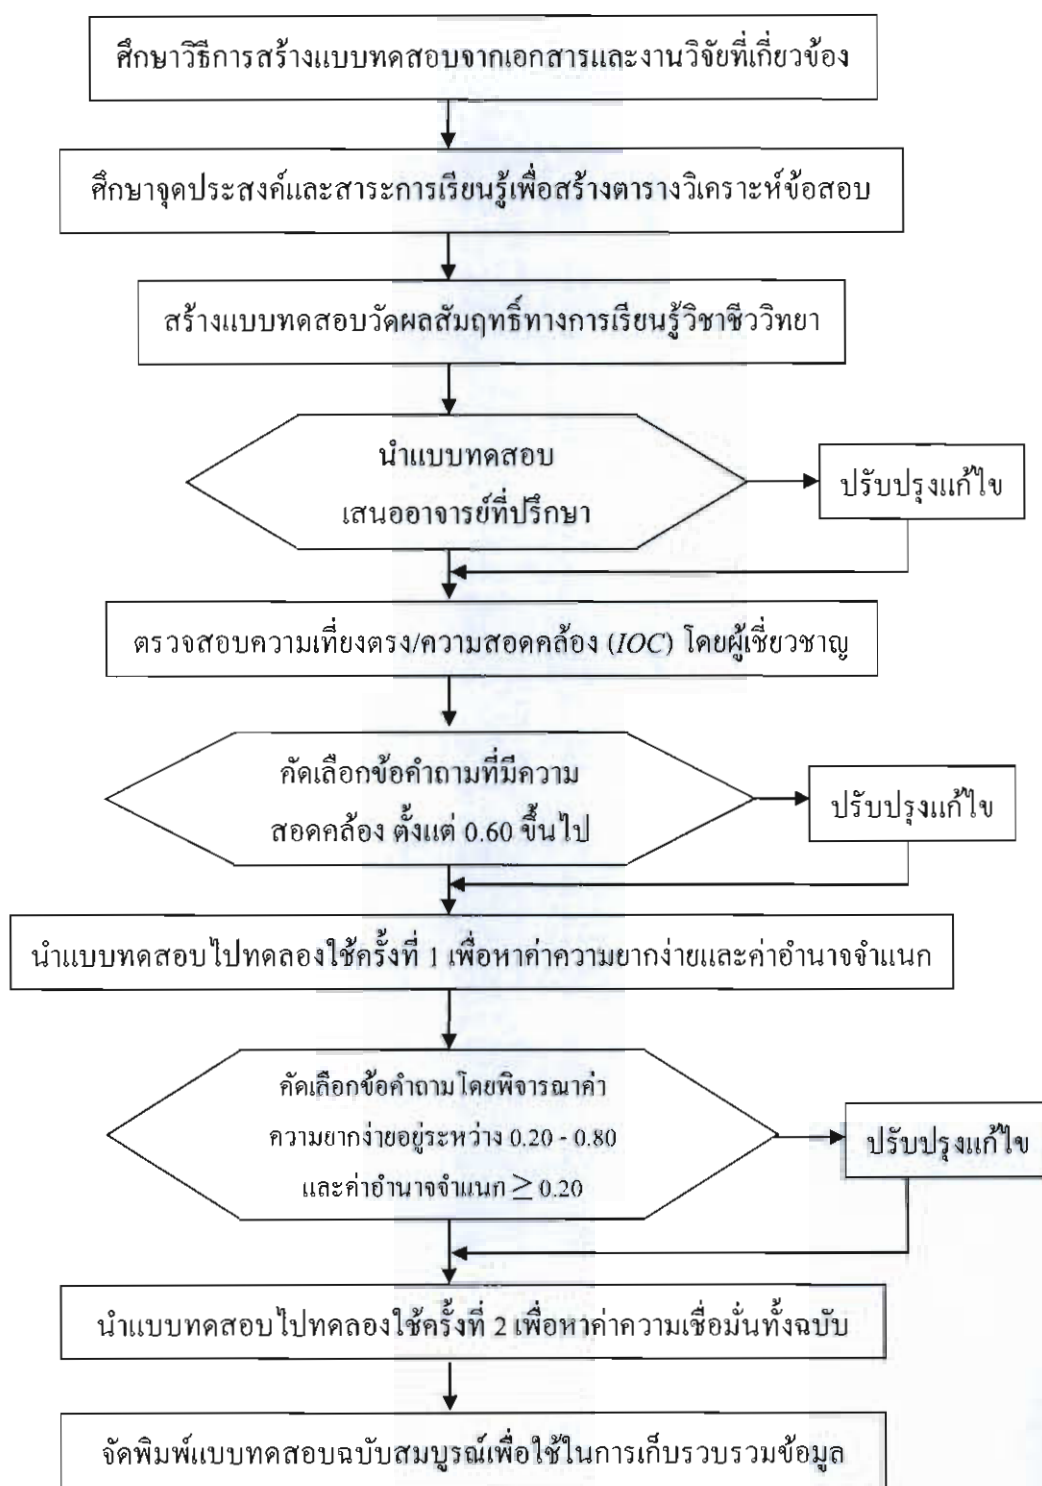 ศึกษาวิธีการสร้างแบบทดสอบจากเอกสารและงานวิจัยที่เกี่ยวข้อง
ศึกษาจุดประสงค์และสาระการเรียนรู้เพื่อสร้างตารางวิเคราะห์ข้อสอบ
สร้างแบบทดสอบวัดผลสัมฤทธิ์ทางการเรียนรู้วิชาชีววิทยา
นำแบบทดสอบ
เสนออาจารย์ที่ปรึกษา
ปรับปรุงแก้ไข
ตรวจสอบความเที่ยงตรง/ความสอดคล้อง (IOC) โดยผู้เชี่ยวชาญ
คัดเลือกข้อคำถามที่มีความ
สอดคล้อง ตั้งแต่ 0.60 ขึ้นไป
ปรับปรุงแก้ไข
นำแบบทดสอบไปทดลองใช้ครั้งที่ 1 เพื่อหาค่าความยากง่ายและค่าอำนาจจำแนก
คัดเลือกข้อคำถามโดยพิจารณาค่า
ความยากง่ายอยู่ระหว่าง 0.20 - 0.80
และค่าอำนาจจำแนก ≥ 0.20
ปรับปรุงแก้ไข
นำแบบทดสอบไปทดลองใช้ครั้งที่ 2 เพื่อหาค่าความเชื่อมั่นทั้งฉบับ
จัดพิมพ์แบบทดสอบฉบับสมบูรณ์เพื่อใช้ในการเก็บรวบรวมข้อมูล